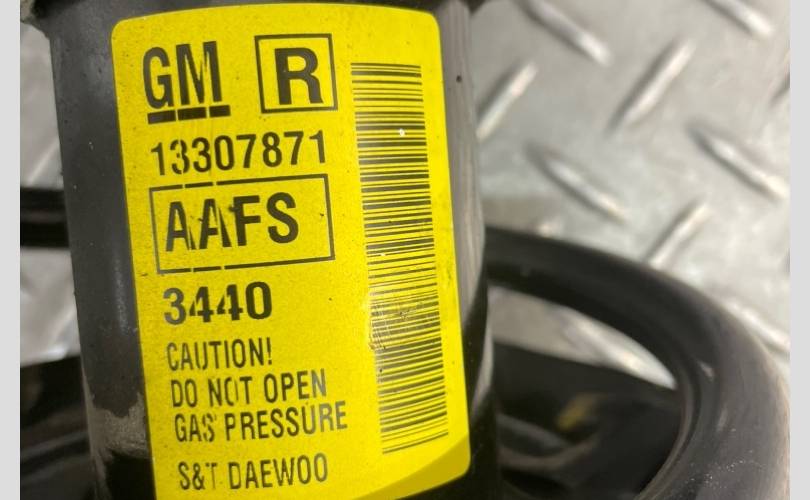 GM R
13307871
AAFS
3440
CAUTION!
DO NOT OPEN
GAS PRESSURE
S&T DAEWOO